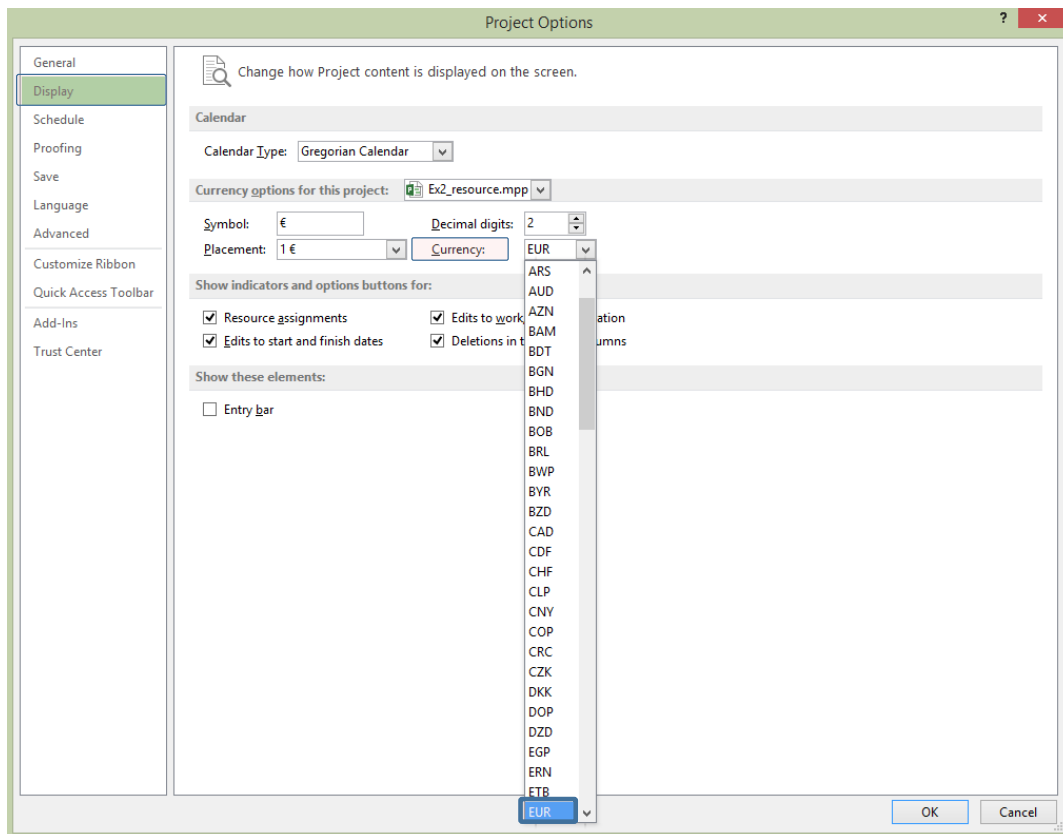 Project Options
?
General
Display
Schedule
Proofing
Save
Language
Advanced
Customize Ribbon
Quick Access Toolbar
Add-Ins
Trust Center
Change how Project content is displayed on the screen.
Calendar
Calendar Type: Gregorian Calendar
Currency options for this project: Ex2_resource.mpp
Symbol: € Decimal digits: 2
Placement: 1 € Currency: EUR
Show indicators and options buttons for:
Resource assignments Edits to work, ation
Edits to start and finish dates Deletions in t umns
Show these elements:
Entry bar
ARS
AUD
AZN
BAM
BDT
BGN
BHD
BND
BOB
BRL
BWP
BYR
BZD
CAD
CDF
CHF
CLP
CNY
COP
CRC
CZK
DKK
DOP
DZD
EGP
ERN
ETB
EUR
OK Cancel